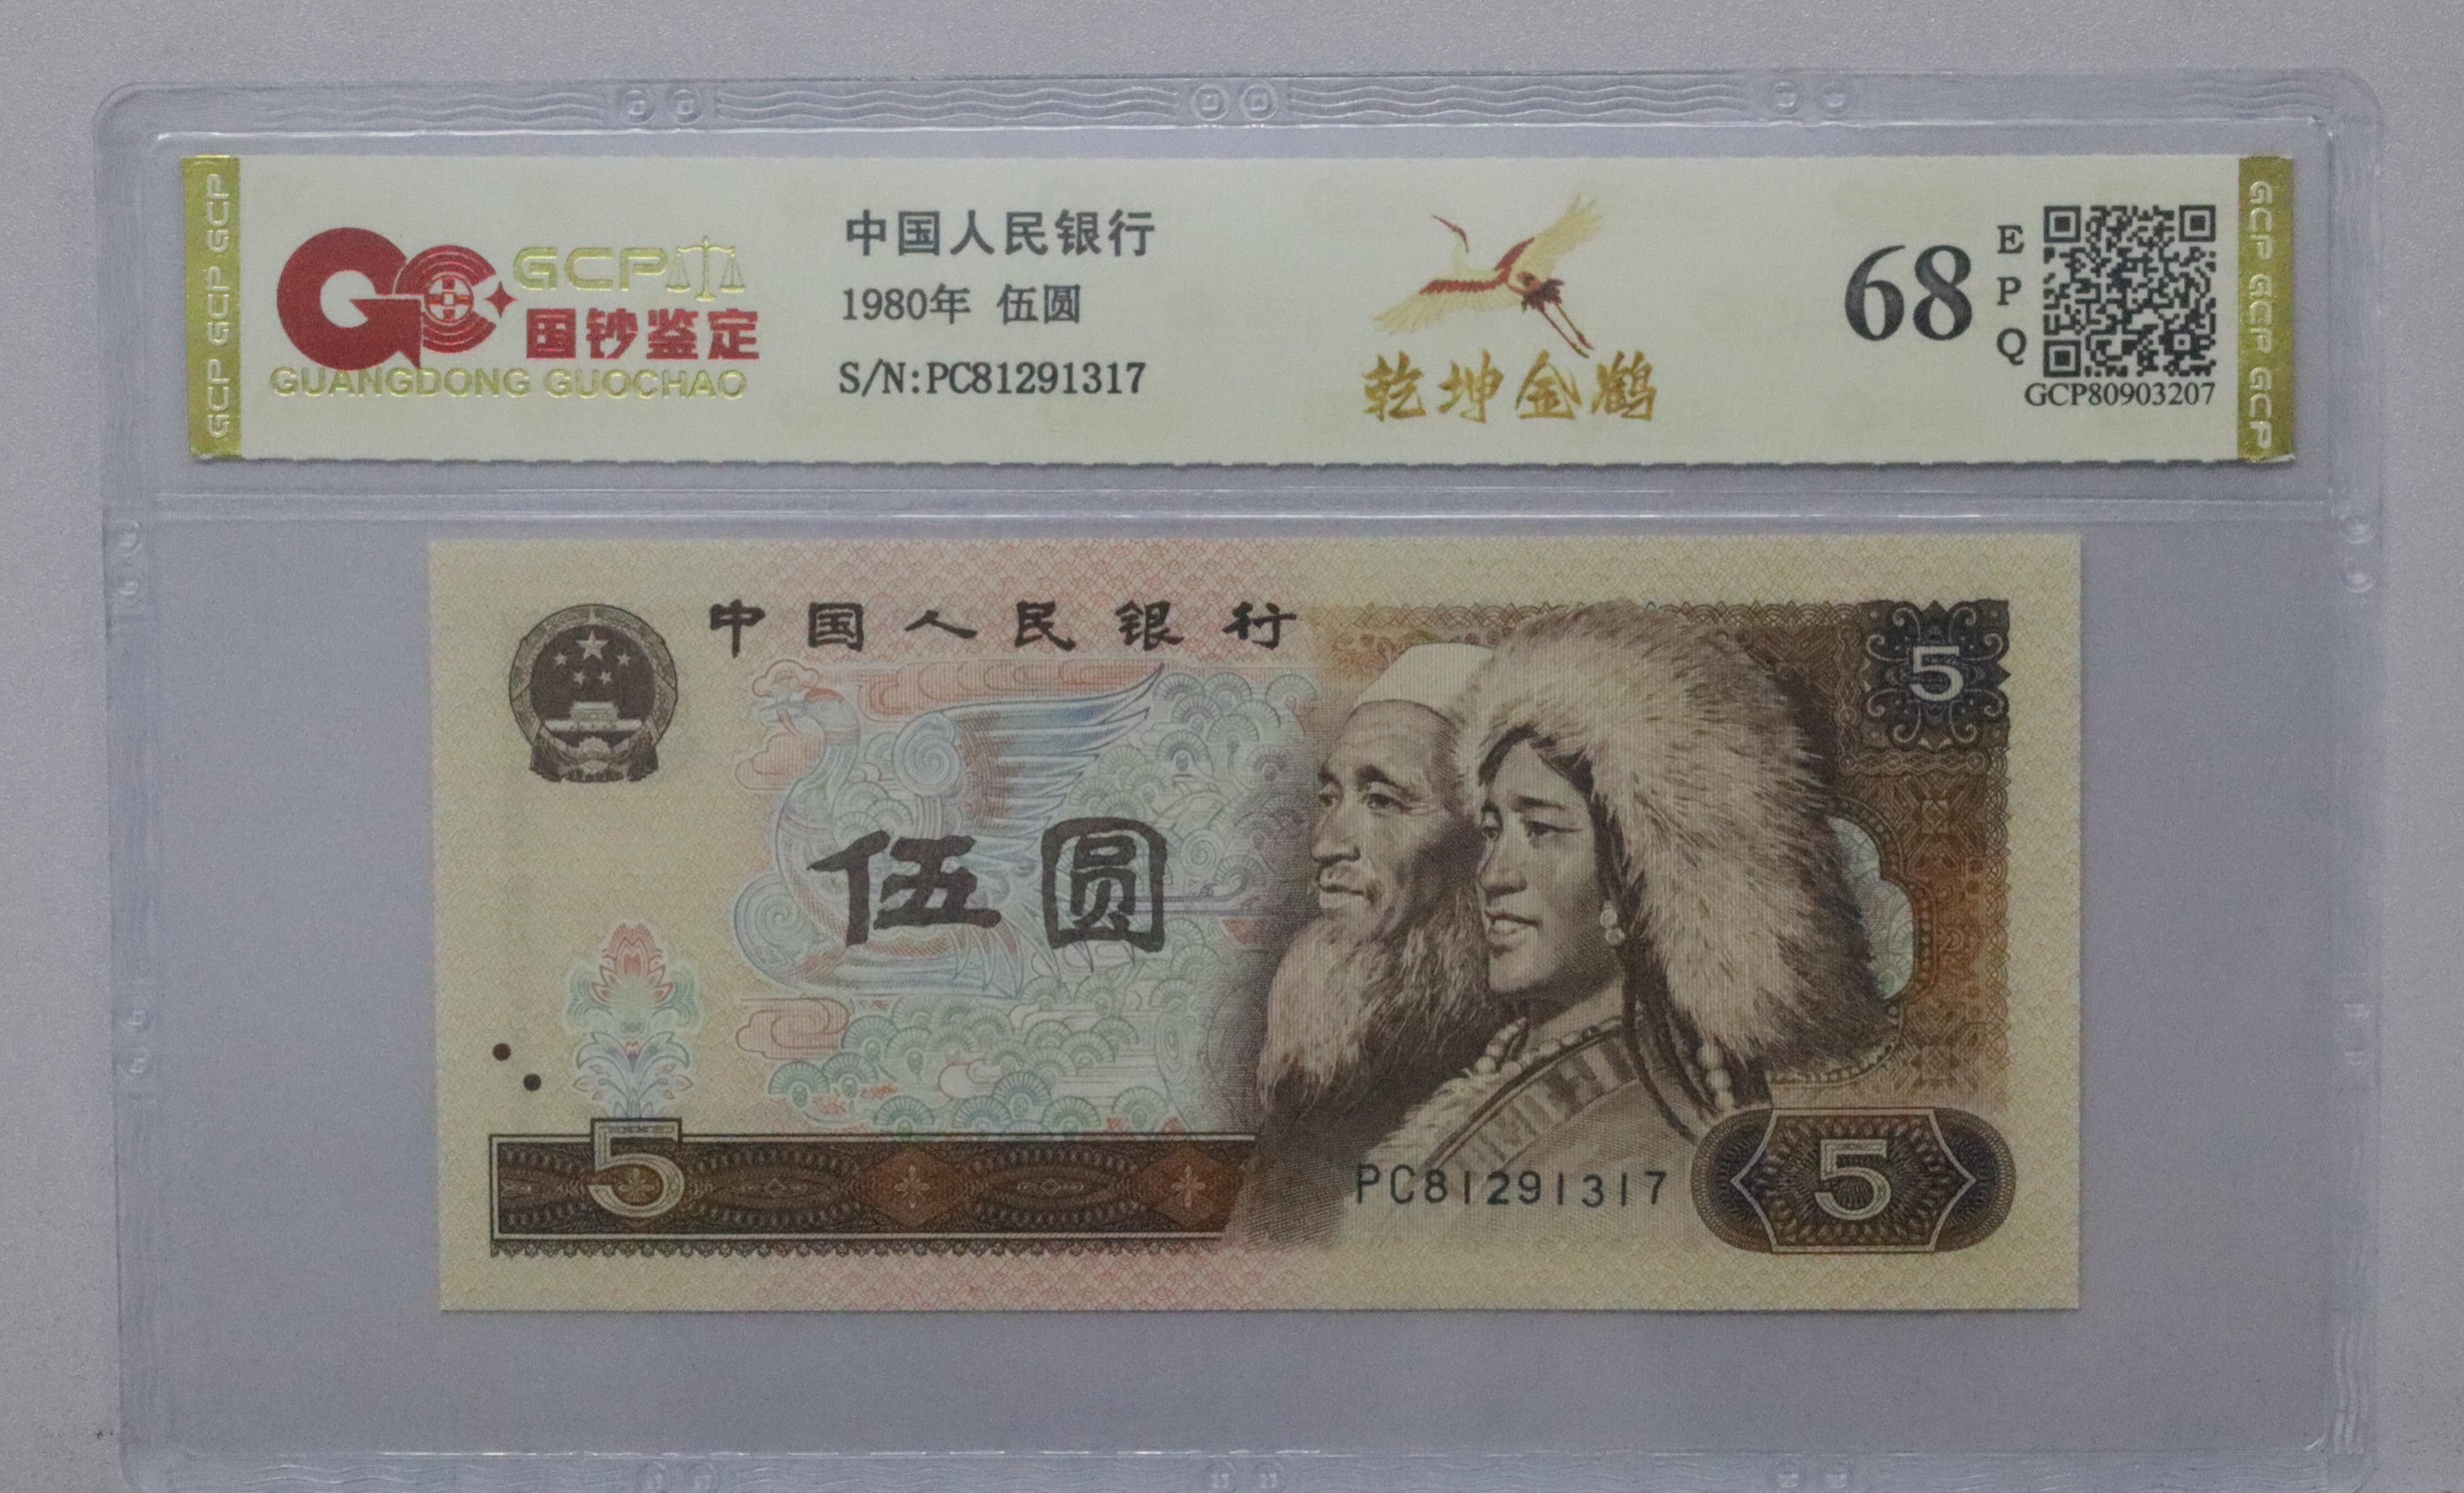 GCP GCP GCP
GCP
国钞鉴定
GUANGDONG GUOCHAO
中国人民银行
1980年 伍圆
S/N:PC81291317
乾坤金鹤
68
E
P
Q
GCP80903207
GCP GCP GCP
中国人民银行
5
伍圆
5
PC81291317
5